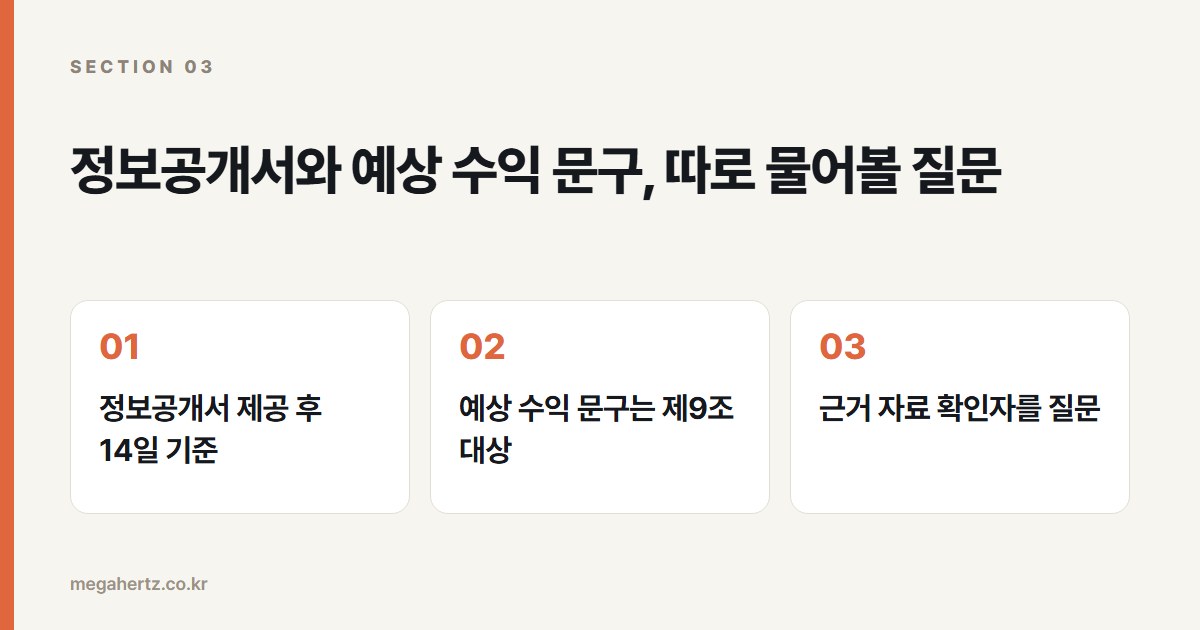 SECTION 03
정보공개서와 예상 수익 문구, 따로 물어볼 질문
01
정보공개서 제공 후
14일 기준
02
예상 수익 문구는 제9조
대상
03
근거 자료 확인자를 질문
megahertz.co.kr